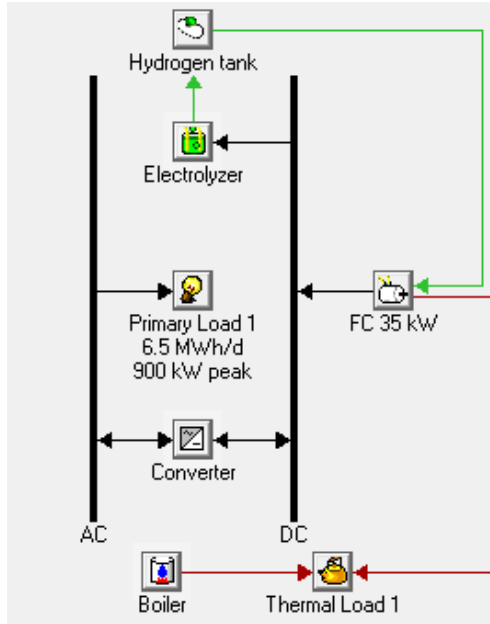 Hydrogen tank
Electrolyzer
Primary Load 1
6.5 MWh/d
900 kW peak
FC 35 kW
Converter
AC
DC
Boiler
Thermal Load 1